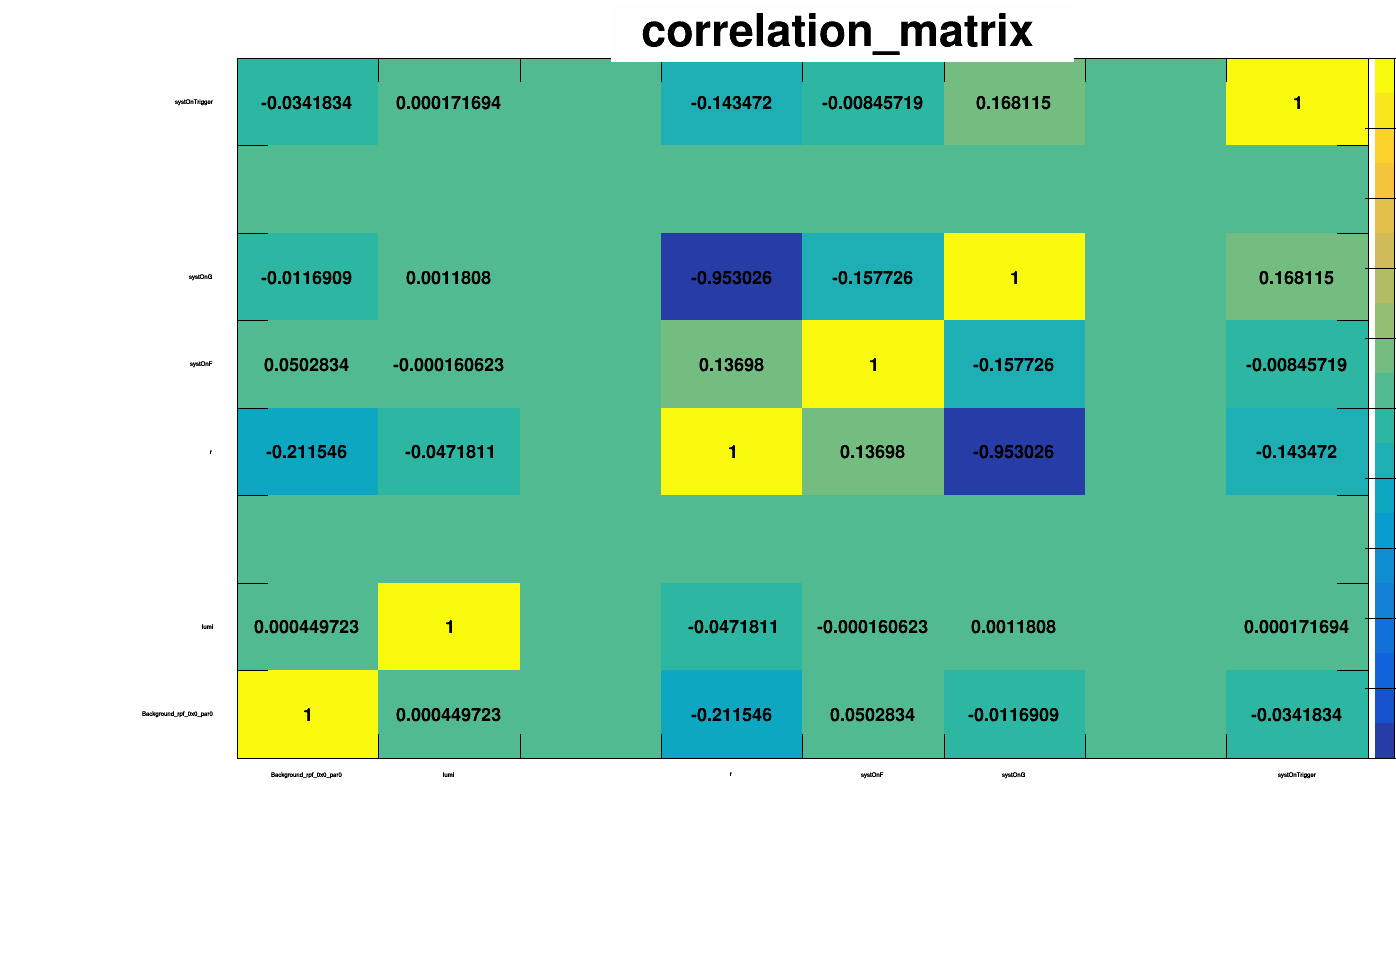 correlation_matrix
systOnTrigger -0.0341834 0.000171694 -0.143472 -0.00845719 0.168115 1
systOnG -0.0116909 0.0011808 -0.953026 -0.157726 1 0.168115
systOnF 0.0502834 -0.000160623 0.13698 1 -0.157726 -0.00845719
r -0.211546 -0.0471811 1 0.13698 -0.953026 -0.143472
lumi 0.000449723 1 -0.0471811 -0.000160623 0.0011808 0.000171694
Background_rpf_0x0_par0 1 0.000449723 -0.211546 0.0502834 -0.0116909 -0.0341834
Background_rpf_0x0_par0 lumi r systOnF systOnG systOnTrigger